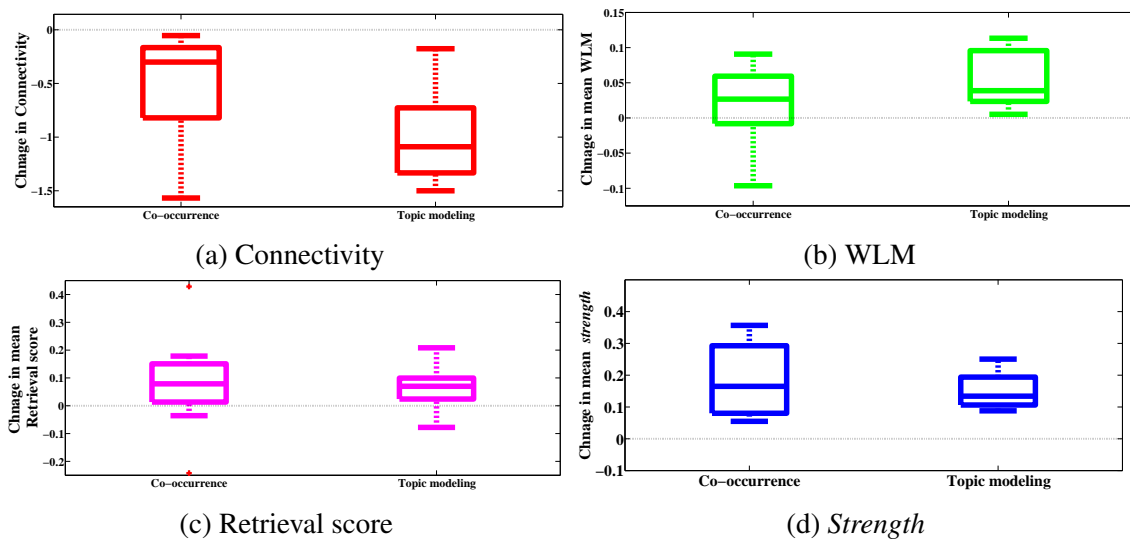 Chnage in Connectivity
0
−0.5
−1
−1.5
Co−occurrence Topic modeling
(a) Connectivity
Chnage in mean WLM
0.15
0.1
0.05
0
−0.05
−0.1
Co−occurrence Topic modeling
(b) WLM
Chnage in mean
Retrieval score
0.4
0.3
0.2
0.1
0
−0.1
−0.2
Co−occurrence Topic modeling
(c) Retrieval score
Chnage in mean strength
0.4
0.3
0.2
0.1
0
−0.1
Co−occurrence Topic modeling
(d) Strength